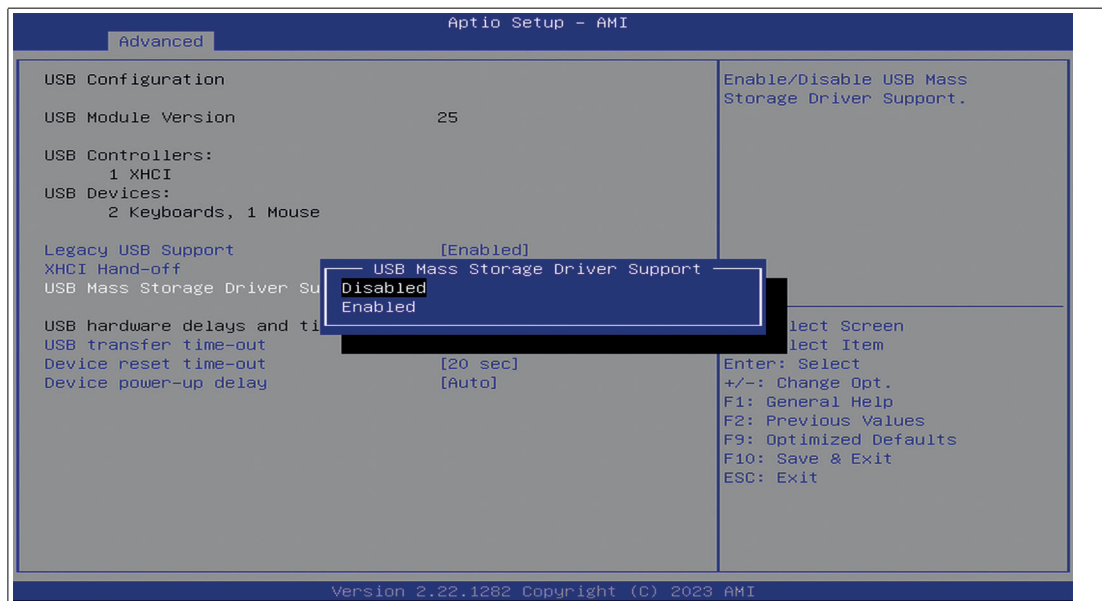 Aptio Setup - AMI
Advanced
USB Configuration
USB Module Version 25
USB Controllers:
1 XHCI
USB Devices:
2 Keyboards, 1 Mouse
Legacy USB Support [Enabled]
XHCI Hand-off
USB Mass Storage Driver Su
USB hardware delays and ti
USB transfer time-out
Device reset time-out [20 sec]
Device power-up delay [Auto]
USB Mass Storage Driver Support
Disabled
Enabled
Enable/Disable USB Mass
Storage Driver Support.
lect Screen
lect Item
Enter: Select
+/-: Change Opt.
F1: General Help
F2: Previous Values
F9: Optimized Defaults
F10: Save & Exit
ESC: Exit
Version 2.22.1282 Copyright (C) 2023 AMI